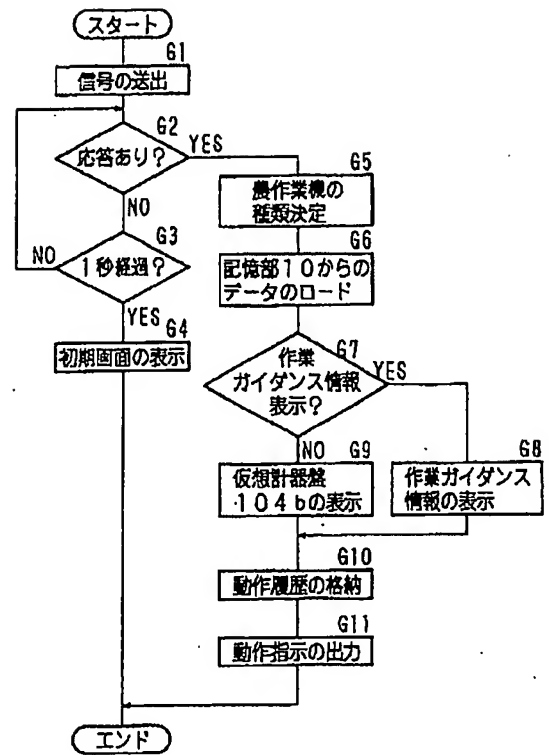 スタート
G1
信号の送出
G2
応答あり?
YES
NO
G3
1秒経過?
NO
YES
G4
初期画面の表示
G5
農作業機の
種類決定
G6
記憶部10からの
データのロード
G7
作業
ガイダンス情報
表示?
YES
NO
G9
仮想計器盤
104bの表示
G8
作業ガイダンス
情報の表示
G10
動作履歴の格納
G11
動作指示の出力
エンド